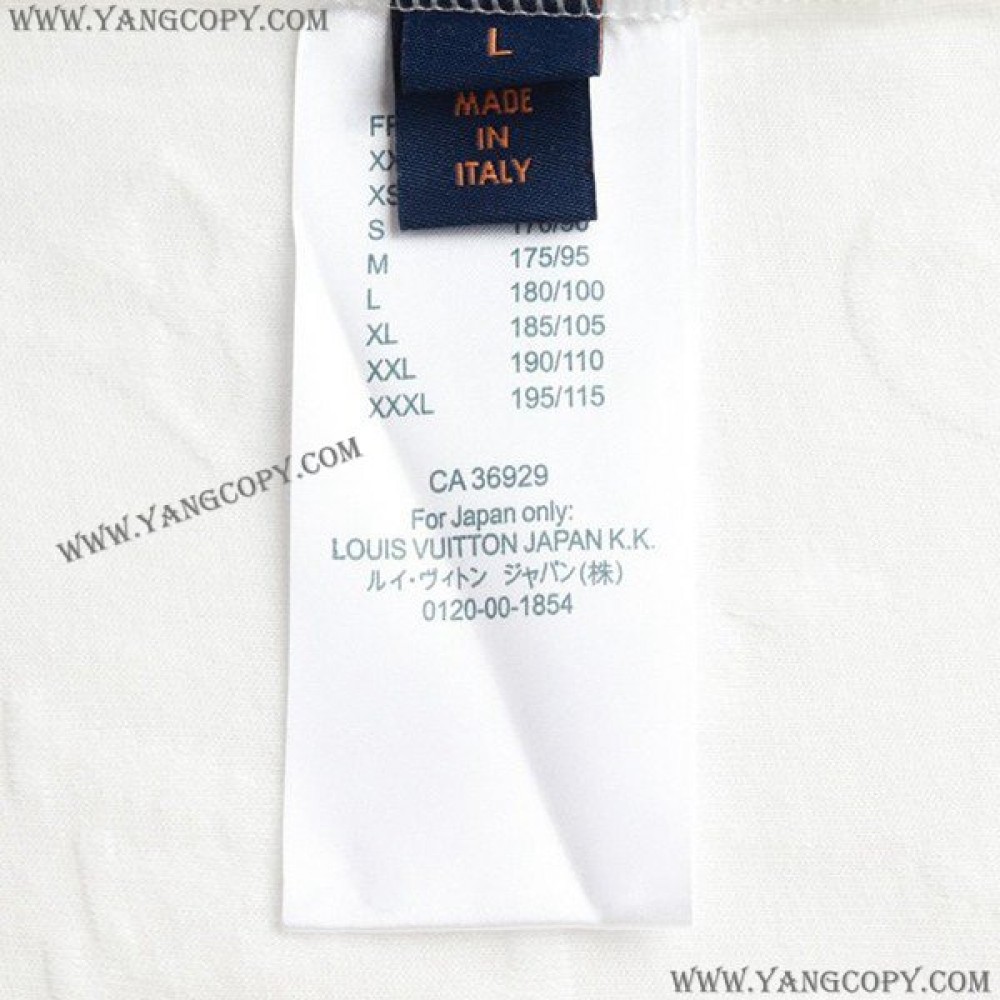 WWW.YANGCOPY.COM
L
MADE
IN
ITALY
S
M 175/95
L 180/100
XL 185/105
XXL 190/110
XXXL 195/115
WWW.YANGCOPY.COM
CA 36929
For Japan only:
LOUIS VUITTON JAPAN K.K.
ルイ・ヴィトン ジャパン(株)
0120-00-1854
WWW.YANGCOPY.COM